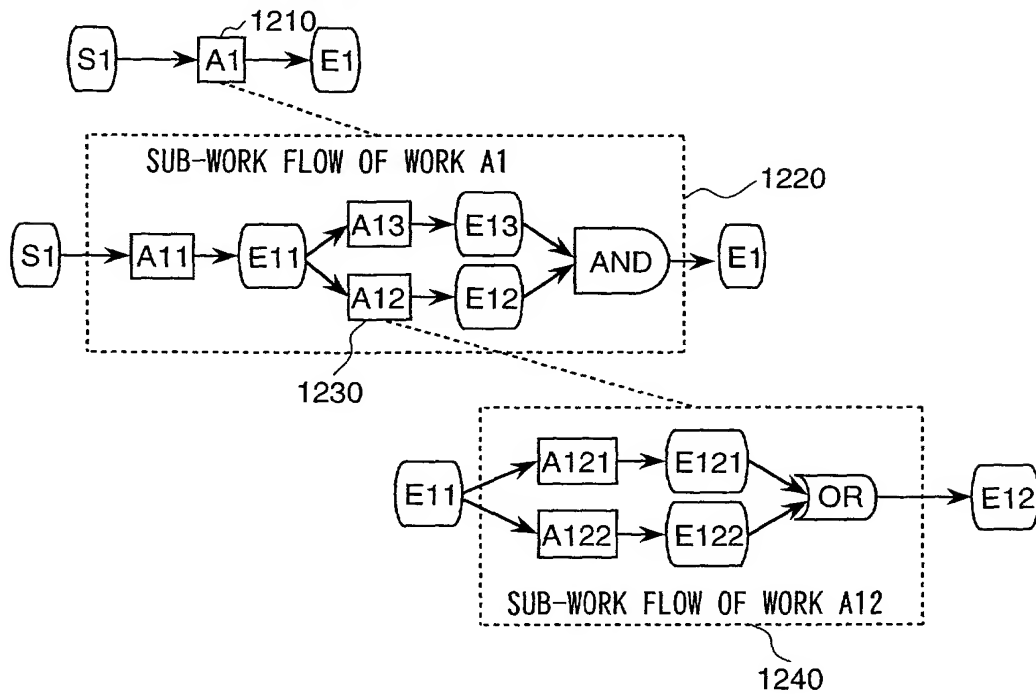 1210
S1
A1
E1
SUB-WORK FLOW OF WORK A1
1220
S1
A11
E11
A13
E13
A12
E12
AND
E1
1230
E11
A121
E121
A122
E122
OR
E12
SUB-WORK FLOW OF WORK A12
1240